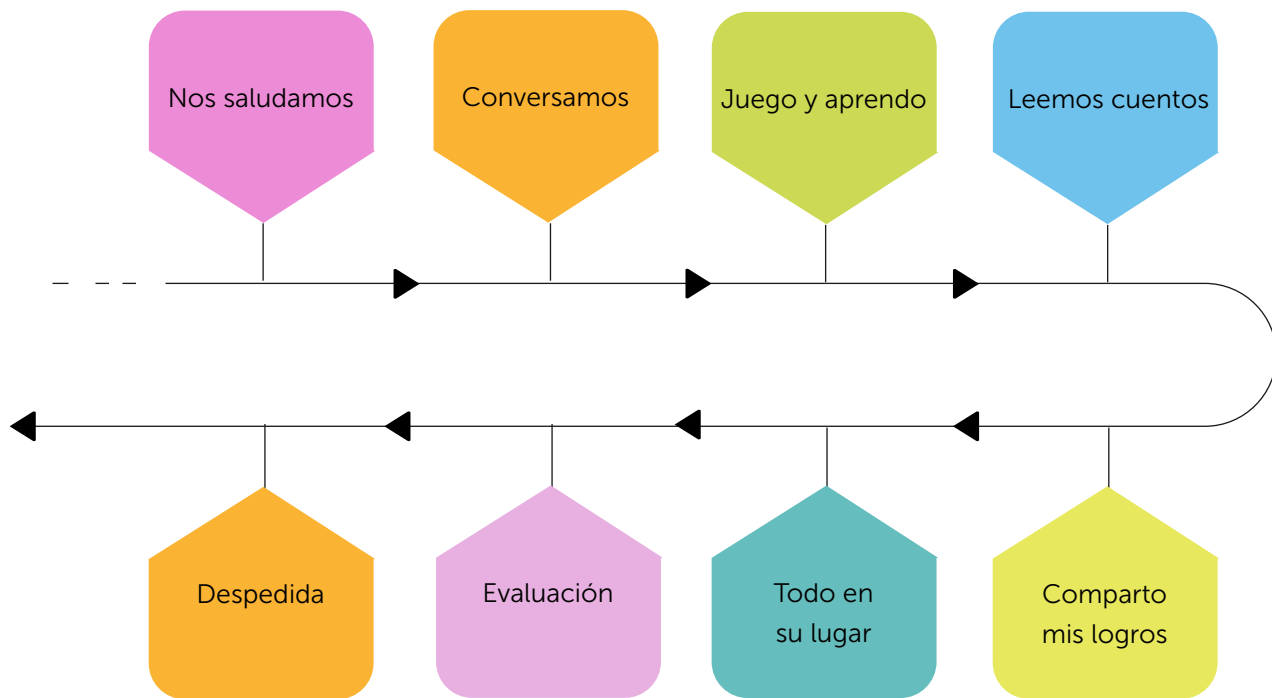 Nos saludamos
Conversamos
Juego y aprendo
Leemos cuentos
Comparto
mis logros
Todo en
su lugar
Evaluación
Despedida